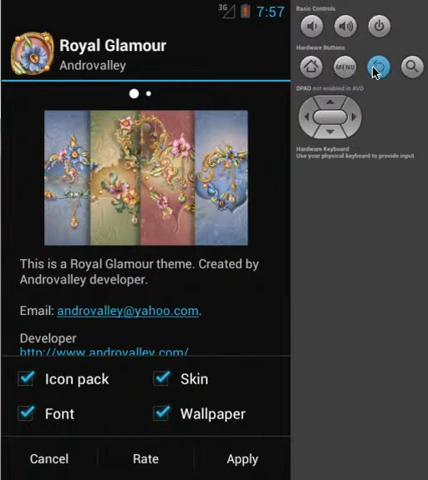 3G
7:57
Royal Glamour
Androvalley
This is a Royal Glamour theme. Created by
Androvalley developer.
Email: androvalley@yahoo.com.
Developer
http://www.androvalley.com/
Icon pack
Skin
Font
Wallpaper
Cancel
Rate
Apply
Basic Controls
Hardware Buttons
MENU
DPAD not enabled in AVD
Hardware Keyboard
Use your physical keyboard to provide input